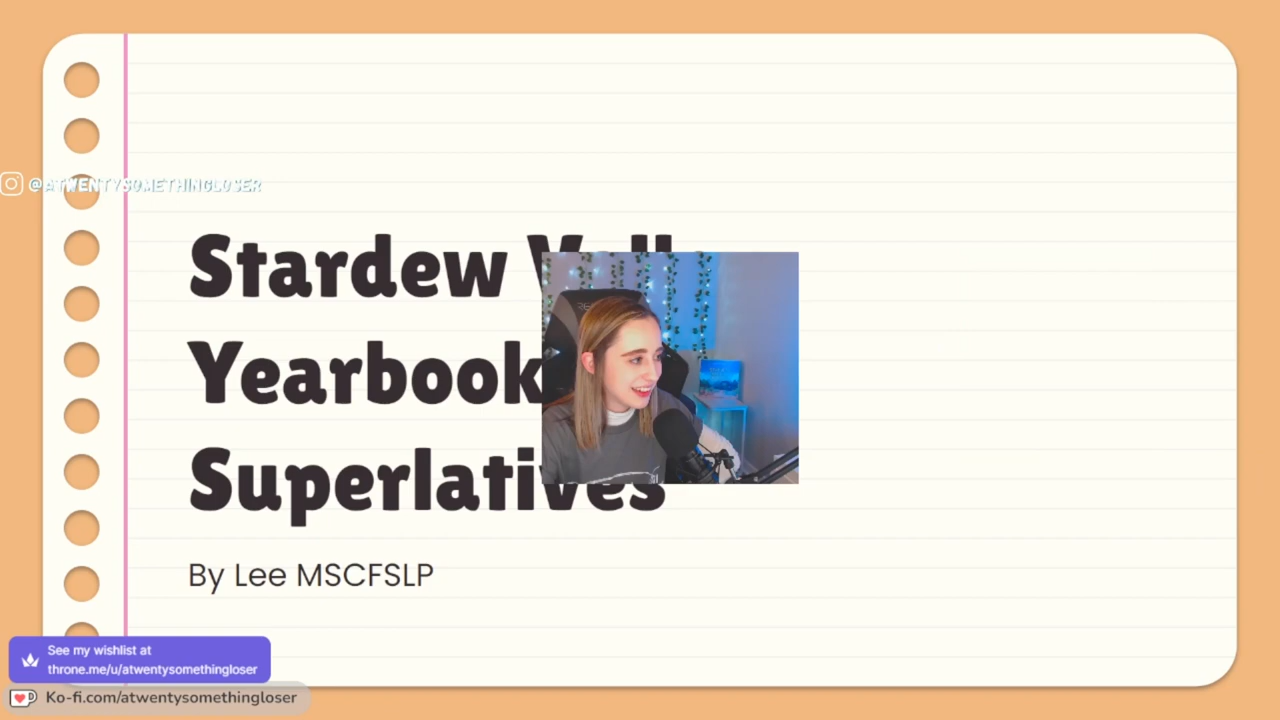 @ATWENTYSOMETHINGLOSER
Stardew
Yearbook
Superlatives
By Lee MSCFSLP
See my wishlist at
throne.me/u/atwentysomethingloser
Ko-fi.com/atwentysomethingloser